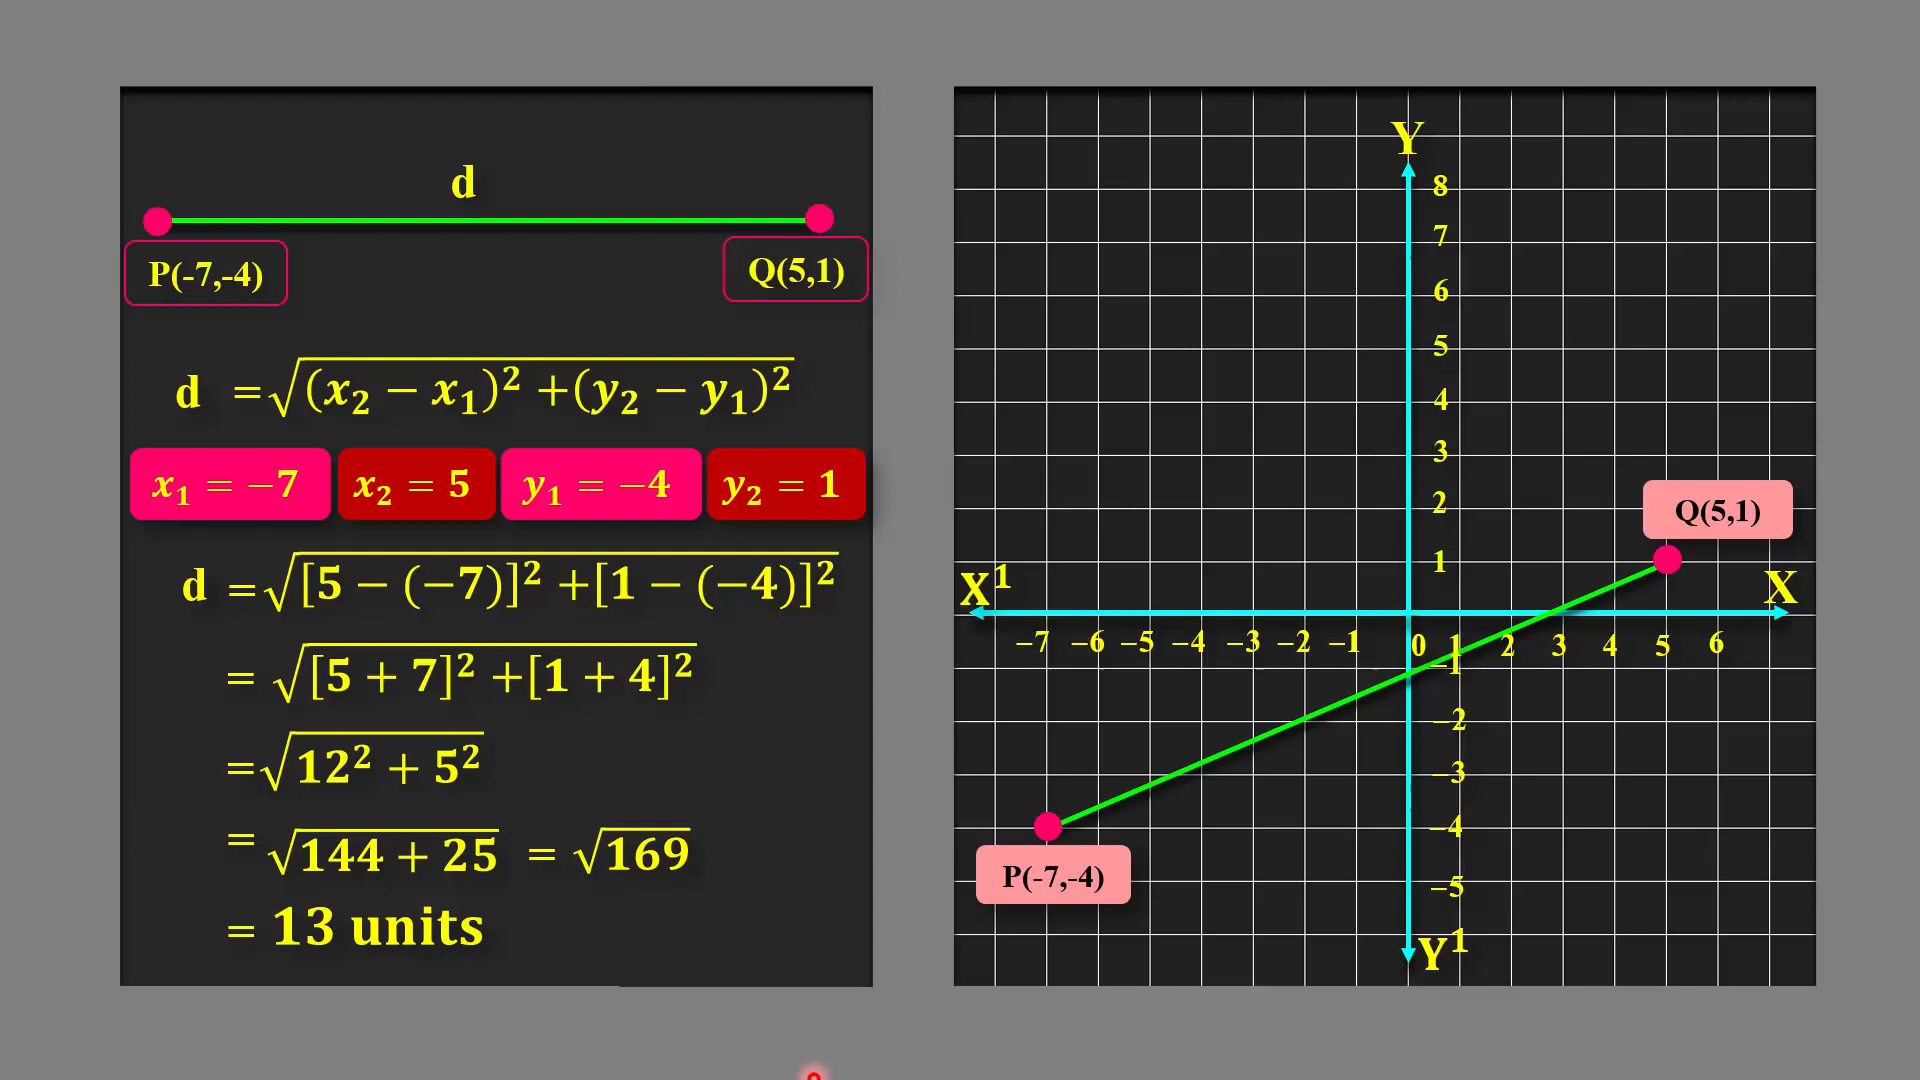 d
P(-7,-4)
Q(5,1)
d = √(x₂ − x₁)² +(y₂ − y₁)²
x₁ = −7
x₂ = 5
y₁ = −4
y₂ = 1
d = √[5 − (−7)]² +[1 − (−4)]²
= √[5 + 7]² +[1 + 4]²
= √12² + 5²
= √144 + 25 = √169
= 13 units
Y
8
7
6
5
4
3
2
Q(5,1)
1
X¹
X
−7 −6 −5 −4 −3 −2 −1 0 1 2 3 4 5 6
−1
−2
−3
−4
P(-7,-4)
−5
Y¹